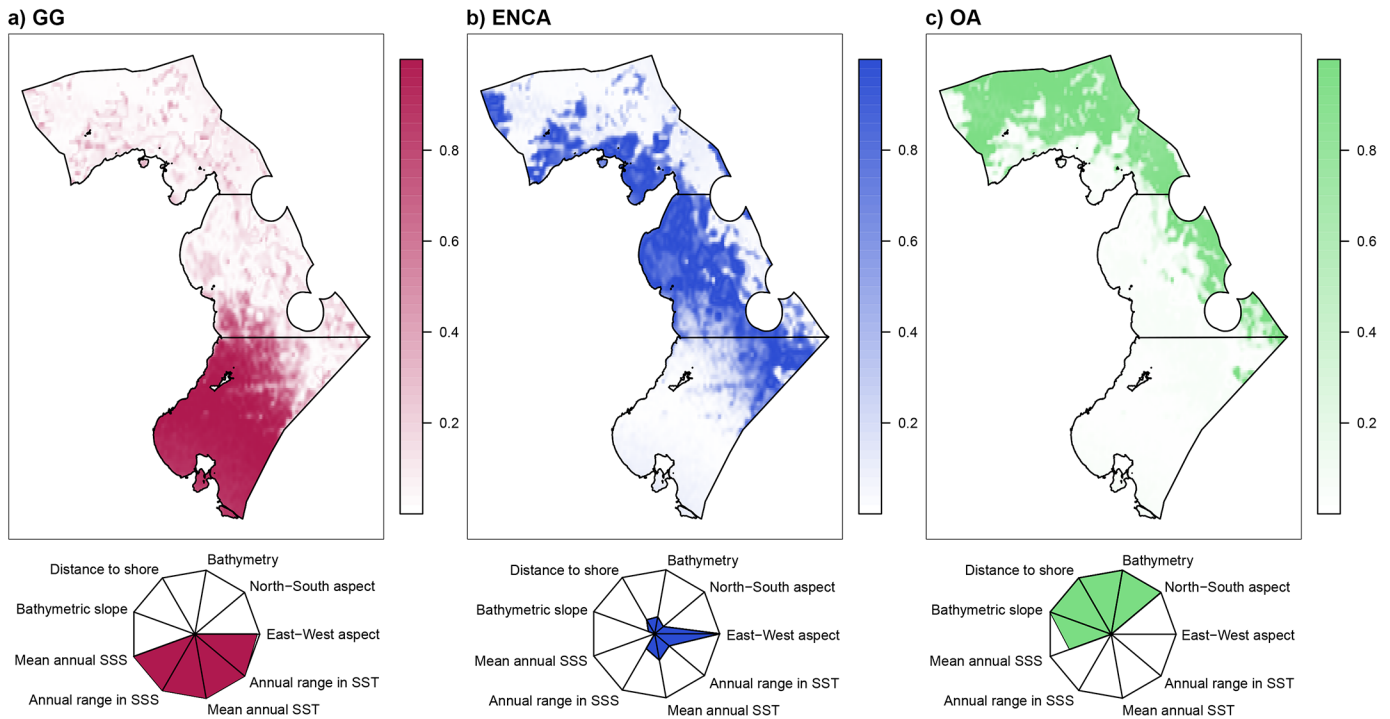 a) GG
b) ENCA
c) OA
0.8
0.6
0.4
0.2
0.8
0.6
0.4
0.2
0.8
0.6
0.4
0.2
Bathymetry
Distance to shore
North−South aspect
Bathymetric slope
East−West aspect
Mean annual SSS
Annual range in SST
Annual range in SSS
Mean annual SST
Bathymetry
Distance to shore
North−South aspect
Bathymetric slope
East−West aspect
Mean annual SSS
Annual range in SST
Annual range in SSS
Mean annual SST
Bathymetry
Distance to shore
North−South aspect
Bathymetric slope
East−West aspect
Mean annual SSS
Annual range in SST
Annual range in SSS
Mean annual SST